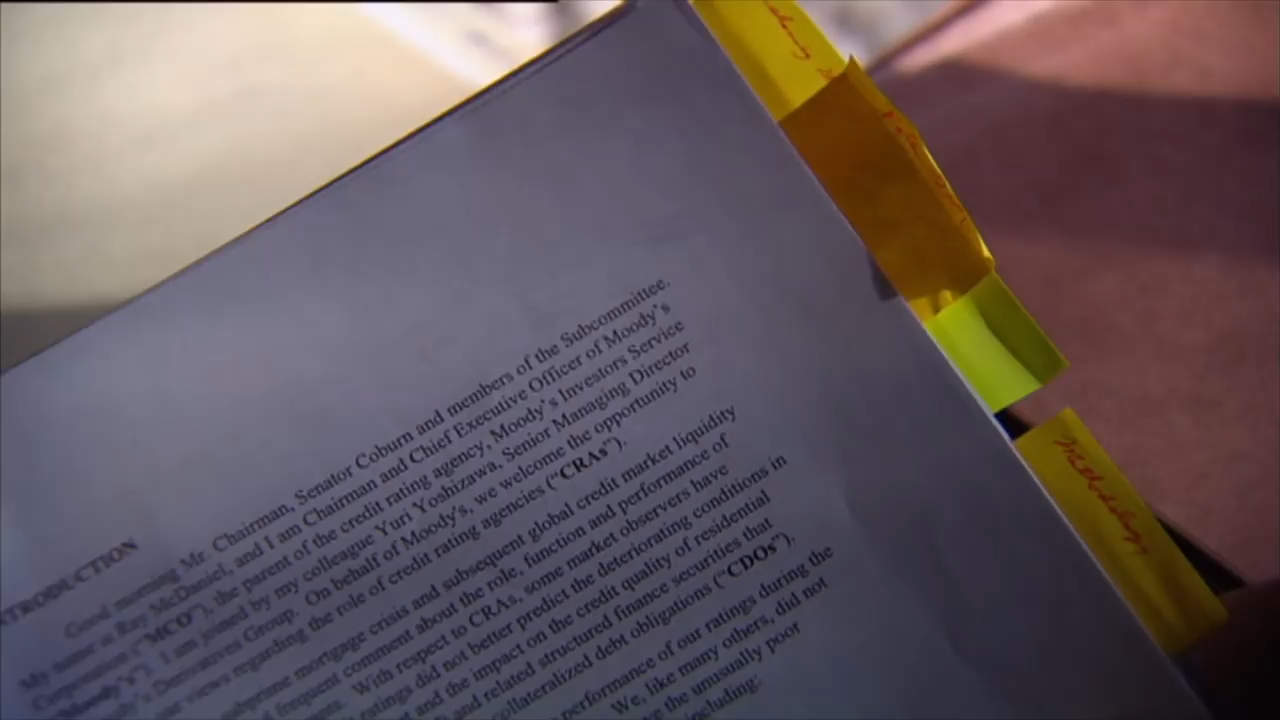 NTRODUCTION
Good morning Mr. Chairman, Senator Coburn and members of the Subcommittee.
My name is Ray McDaniel, and I am Chairman and Chief Executive Officer of Moody's
Corporation ("MCO"), the parent of the credit rating agency, Moody's Investors Service
("Moody's"). I am joined by my colleague Yuri Yoshizawa, Senior Managing Director
Derivatives Group. On behalf of Moody's, we welcome the opportunity to
our views regarding the role of credit rating agencies ("CRAs").
subprime mortgage crisis and subsequent global credit market liquidity
frequent comment about the role, function and performance of
With respect to CRAs, some market observers have
ratings did not better predict the deteriorating conditions in
and the impact on the credit quality of residential
and related structured finance securities that
collateralized debt obligations ("CDOs"),
performance of our ratings during the
We, like many others, did not
the unusually poor
including:
Methodology